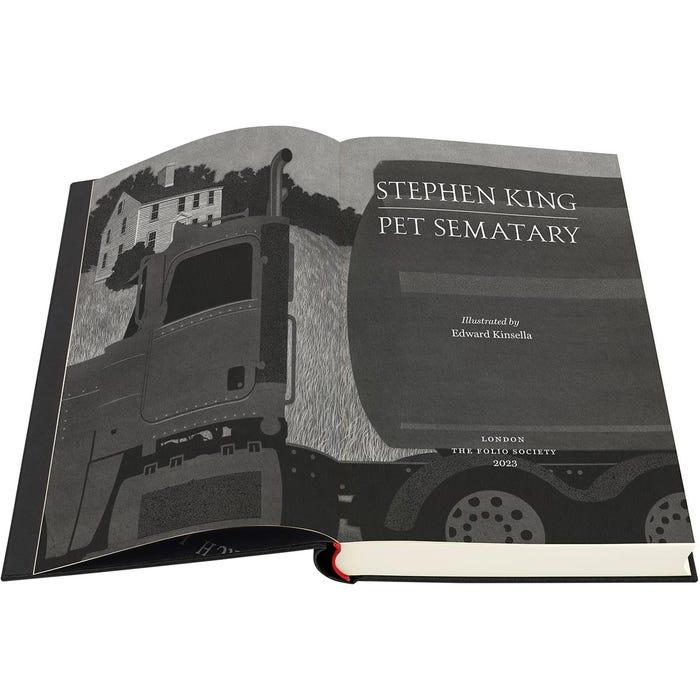 STEPHEN KING
PET SEMATARY
Illustrated by
Edward Kinsella
LONDON
THE FOLIO SOCIETY
2023